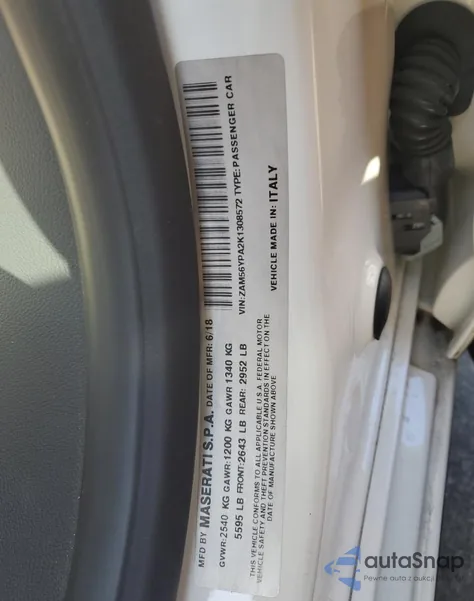 MFD BY MASERATI S.P.A. DATE OF MFR: 6/18
GVWR:2540 KG GAWR:1200 KG GAWR 1340 KG
5595 LB FRONT:2643 LB REAR: 2952 LB
THIS VEHICLE CONFORMS TO ALL APPLICABLE U.S.A. FEDERAL MOTOR
VEHICLE SAFETY AND THEFT PREVENTION STANDARDS IN EFFECT ON THE
DATE OF MANUFACTURE SHOWN ABOVE
VIN:ZAM56YPA2K1308572 TYPE:PASSENGER CAR
VEHICLE MADE IN: ITALY
autoSnap
Pewne auta z aukcji